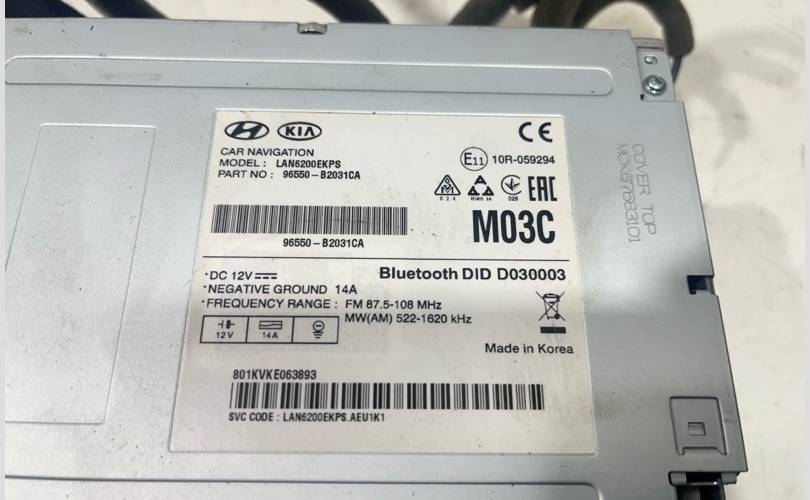 KIA
CE
CAR NAVIGATION
MODEL : LAN6200EKPS
PART NO : 96550-B2031CA
E11 10R-059294
EAC
M03C
96550-B2031CA
Bluetooth DID D030003
·DC 12V
·NEGATIVE GROUND 14A
·FREQUENCY RANGE : FM 87.5-108 MHz
MW(AM) 522-1620 kHz
12V 14A
Made in Korea
801KVKE063893
SVC CODE : LAN6200EKPS.AEU1K1
COVER TOP